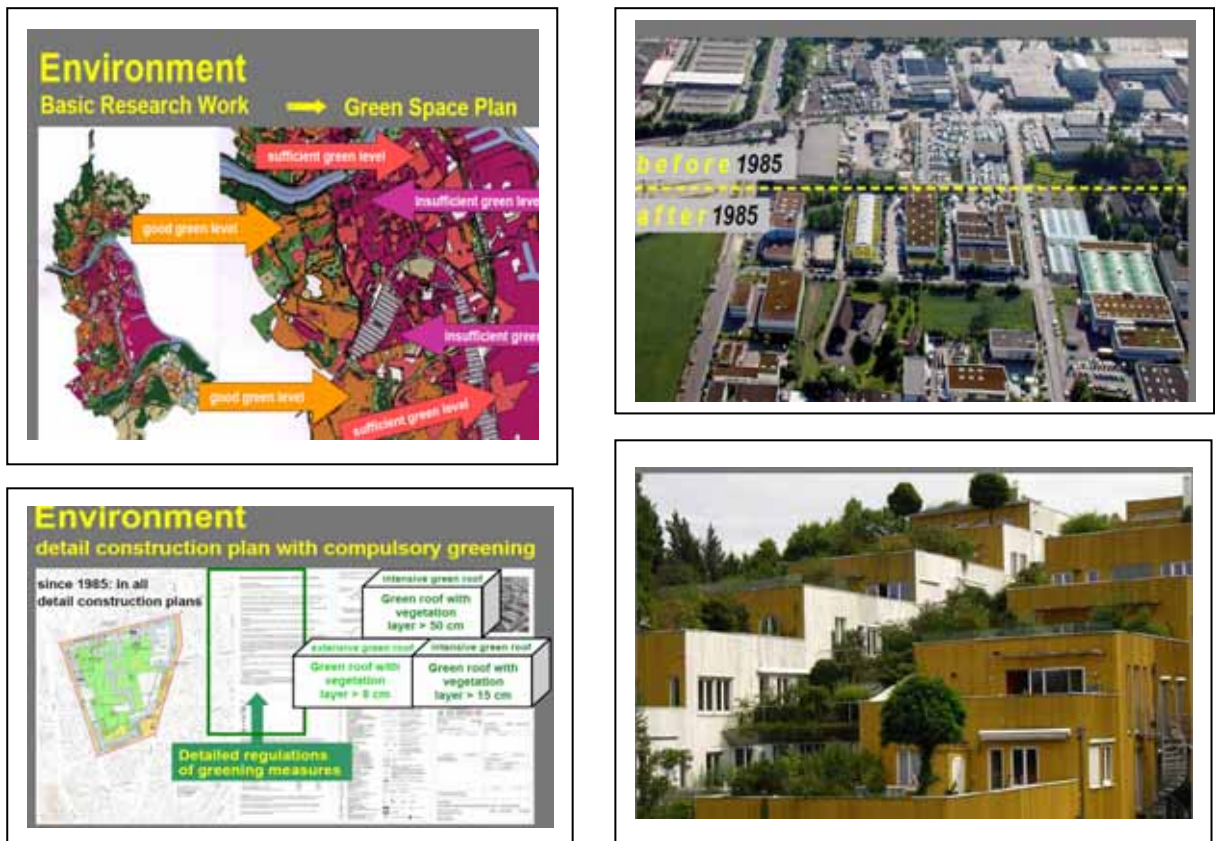 Environment
Basic Research Work → Green Space Plan
sufficient green level
insufficient green leve
good green level
insufficient gree
good green level
sufficient green level
before 1985
after 1985
Environment
detail construction plan with compulsory greening
since 1985: in all
detail construction plans
intensive green roof
Green roof with
vegetation
layer > 50 cm
extensive green roof
Green roof with
vegetation
layer > 8 cm
intensive green roof
Green roof with
vegetation
layer > 15 cm
Detailed regulations
of greening measures